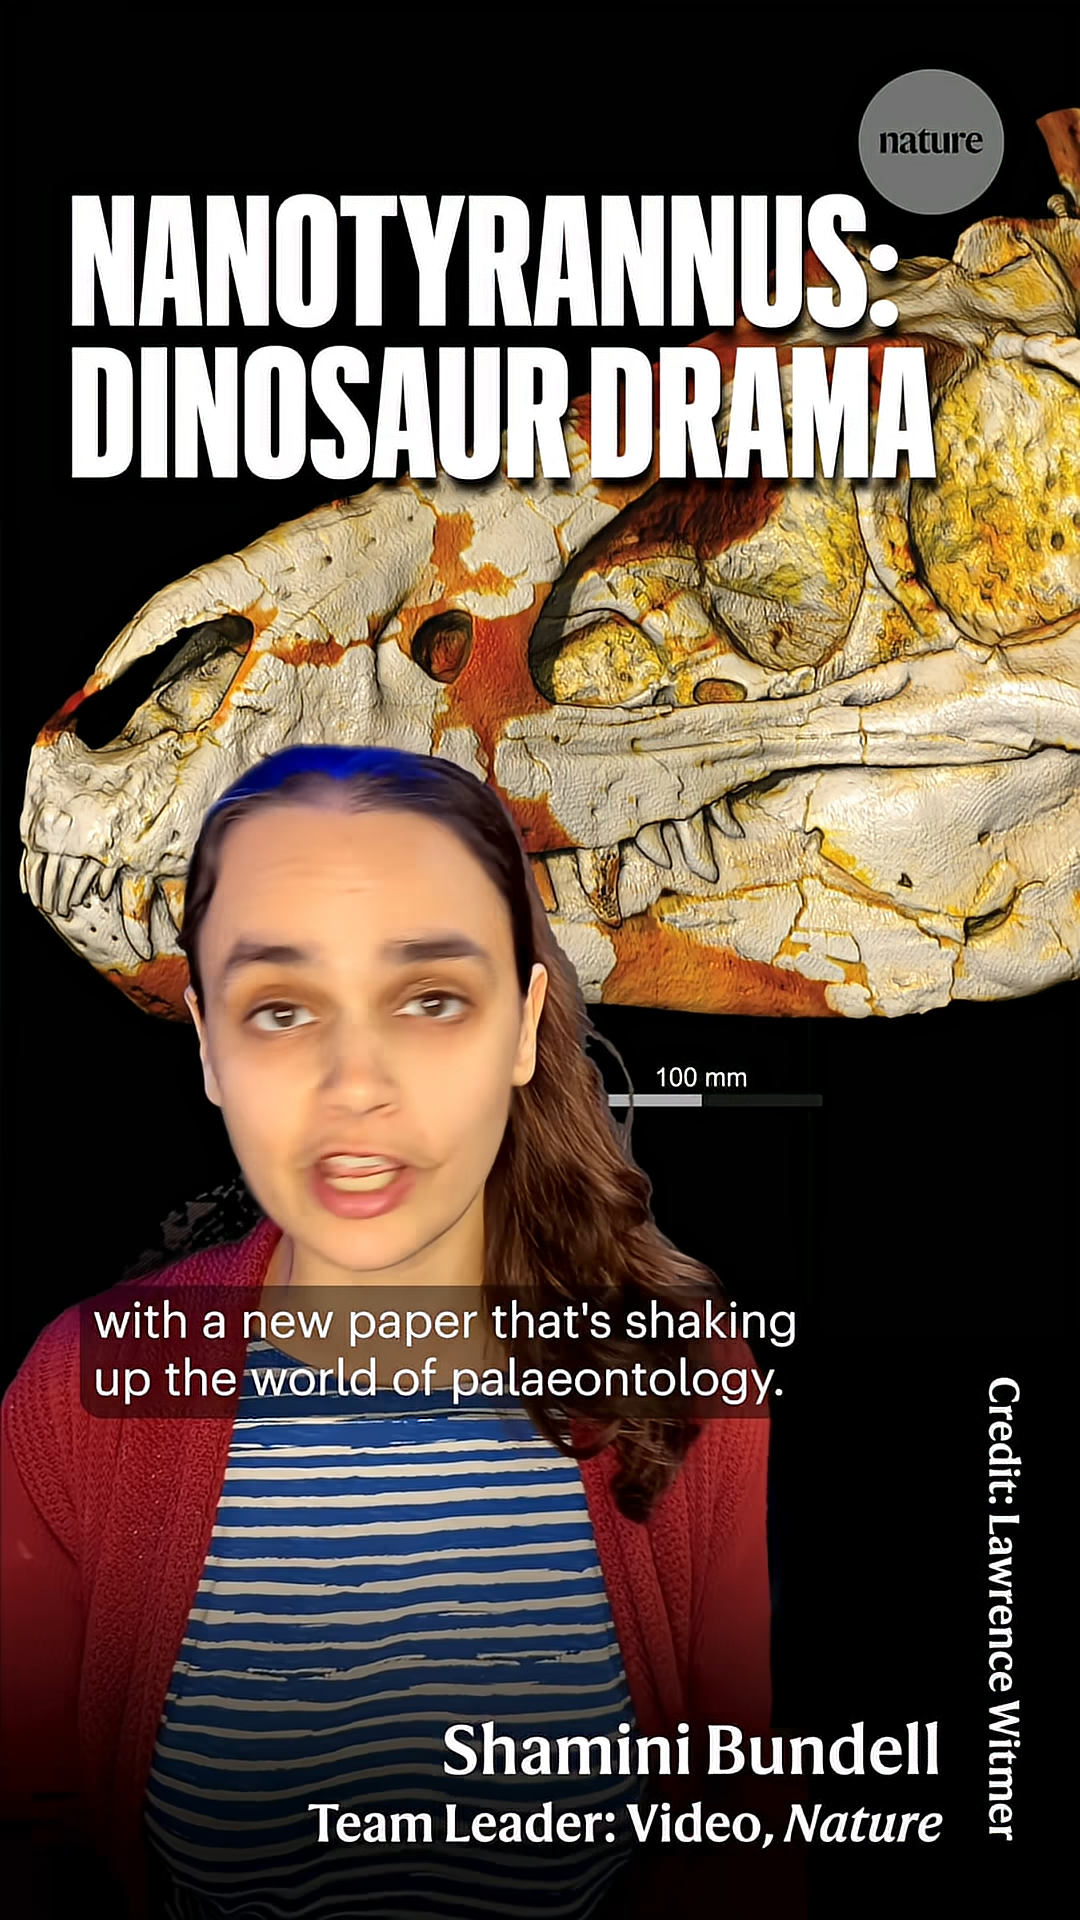 nature
NANOTYRANNUS:
DINOSAUR DRAMA
100 mm
with a new paper that's shaking
up the world of palaeontology.
Credit: Lawrence Witmer
Shamini Bundell
Team Leader: Video, Nature